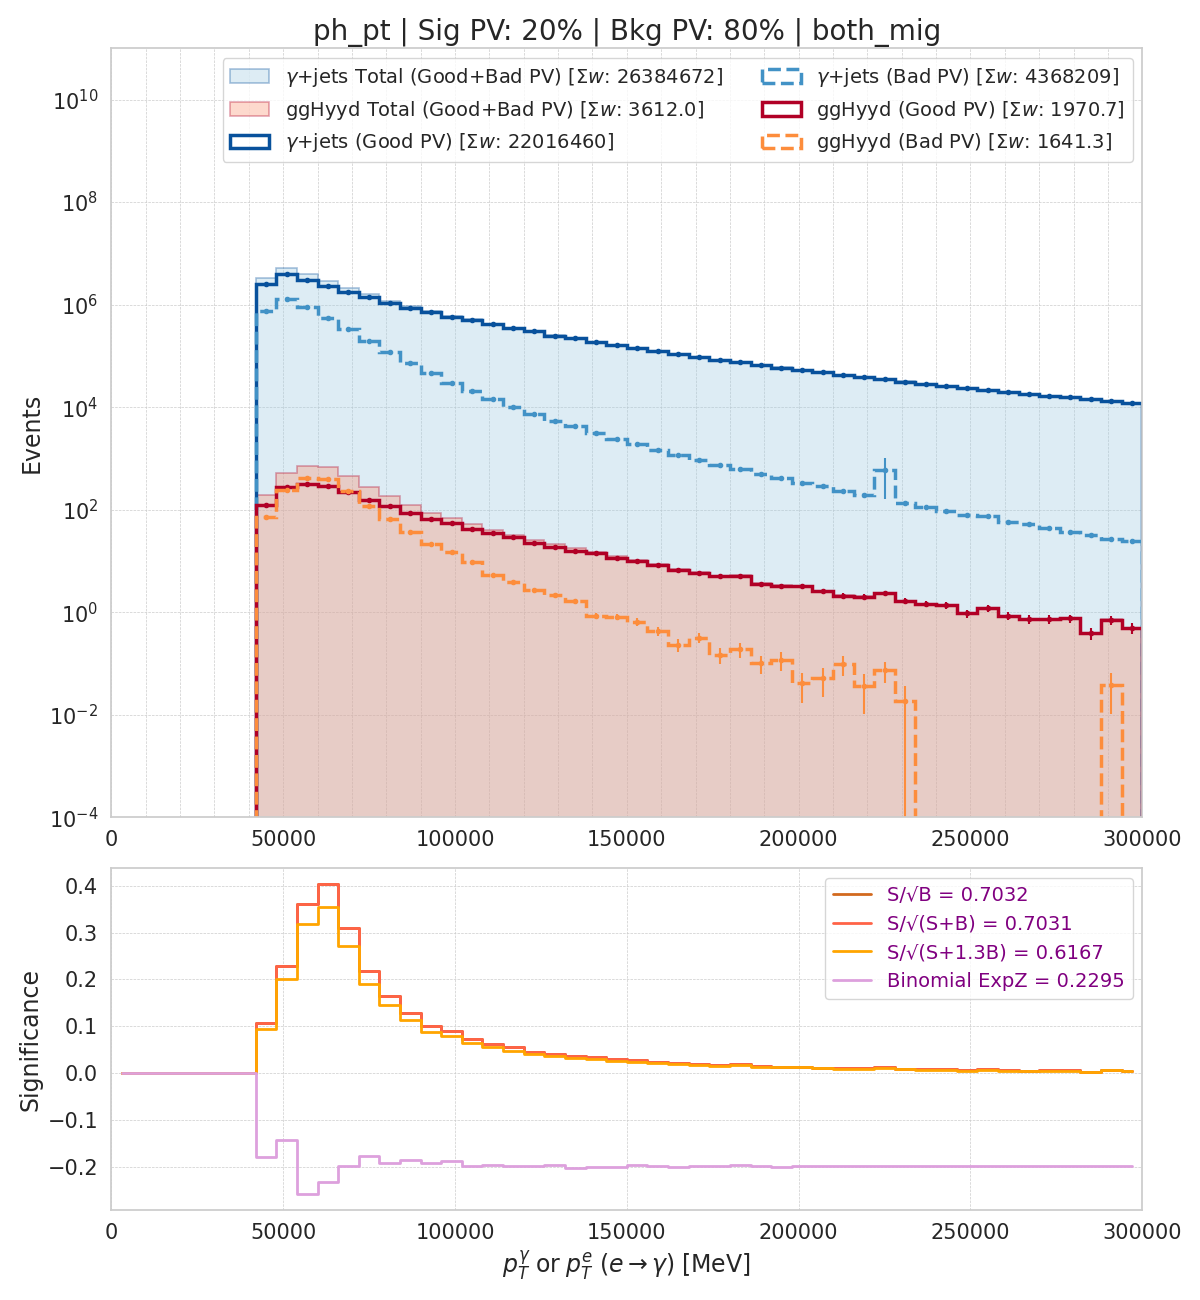 ph_pt | Sig PV: 20% | Bkg PV: 80% | both_mig
γ+jets Total (Good+Bad PV) [Σw: 26384672]
ggHyyd Total (Good+Bad PV) [Σw: 3612.0]
γ+jets (Good PV) [Σw: 22016460]
γ+jets (Bad PV) [Σw: 4368209]
ggHyyd (Good PV) [Σw: 1970.7]
ggHyyd (Bad PV) [Σw: 1641.3]
Events
10^10
10^8
10^6
10^4
10^2
10^0
10^−2
10^−4
0 50000 100000 150000 200000 250000 300000
S/√B = 0.7032
S/√(S+B) = 0.7031
S/√(S+1.3B) = 0.6167
Binomial ExpZ = 0.2295
Significance
0.4
0.3
0.2
0.1
0.0
−0.1
−0.2
0 50000 100000 150000 200000 250000 300000
p_T^γ or p_T^e (e→γ) [MeV]